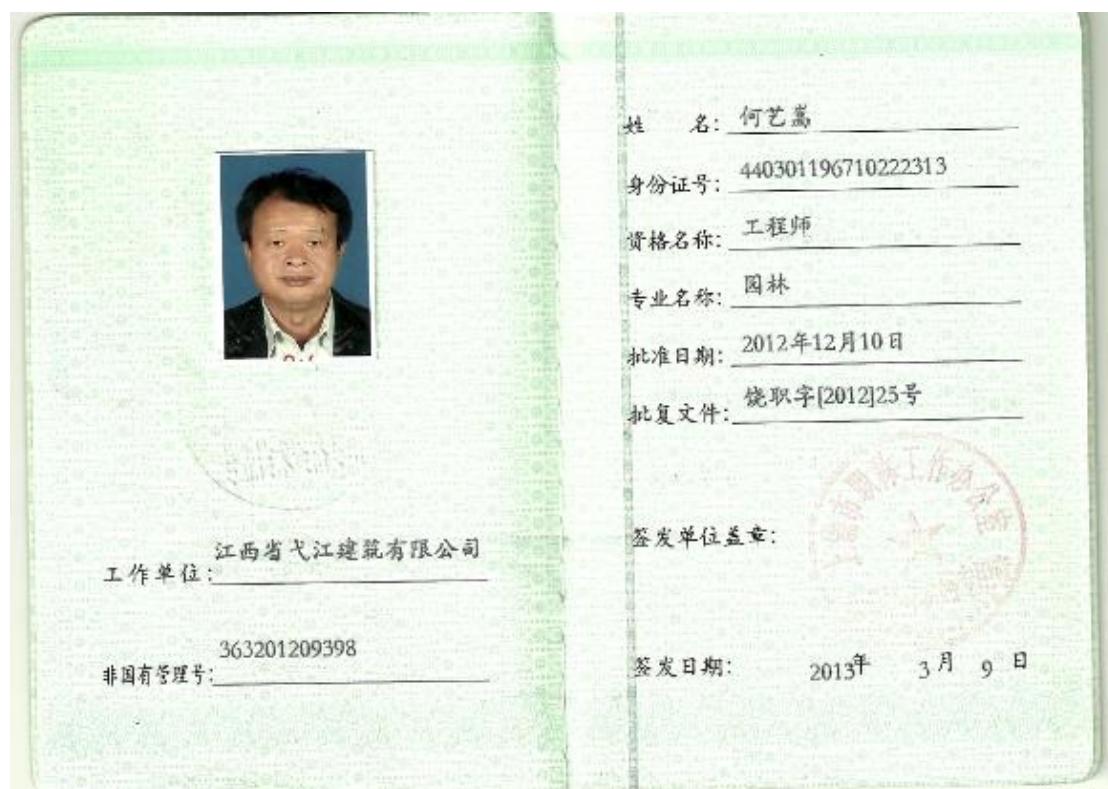 工作单位:江西省弋江建筑有限公司
非国有管理号:363201209398
姓 名:何艺嵩
身份证号:440301196710222313
资格名称:工程师
专业名称:园林
批准日期:2012年12月10日
批复文件:饶职字[2012]25号
签发单位盖章:
签发日期: 2013年 3月 9日